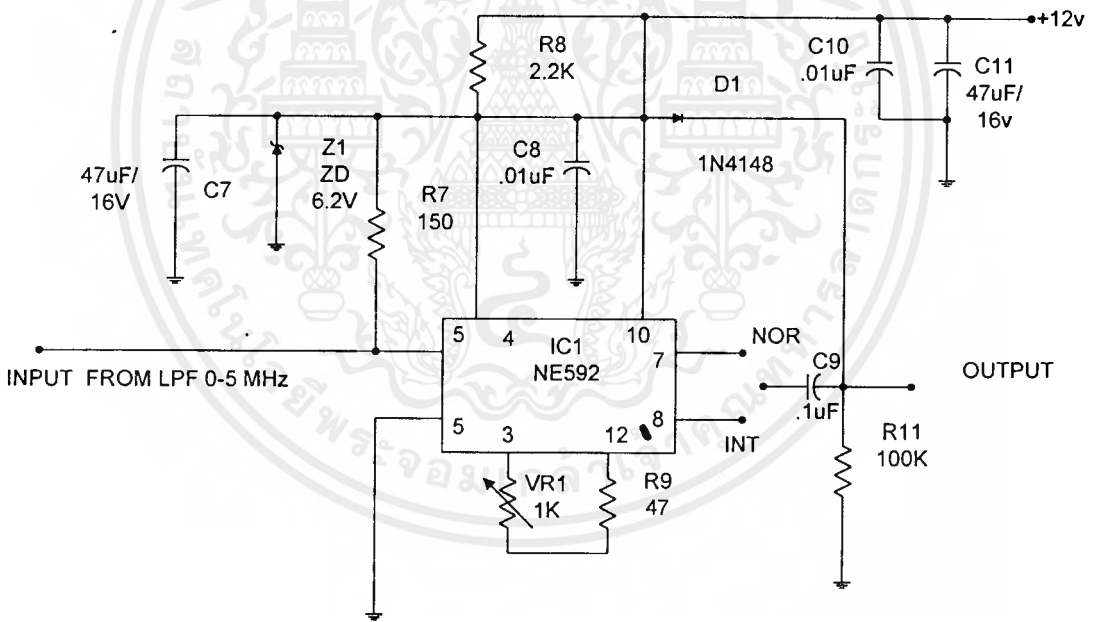 +12v
R8
2.2K
C10
.01uF
C11
47uF/
16v
D1
1N4148
47uF/
16V
C7
Z1
ZD
6.2V
R7
150
C8
.01uF
5
4
10
IC1
NE592
7
NOR
INPUT FROM LPF 0-5 MHz
C9
.1uF
OUTPUT
5
3
12
8
INT
VR1
1K
R9
47
R11
100K